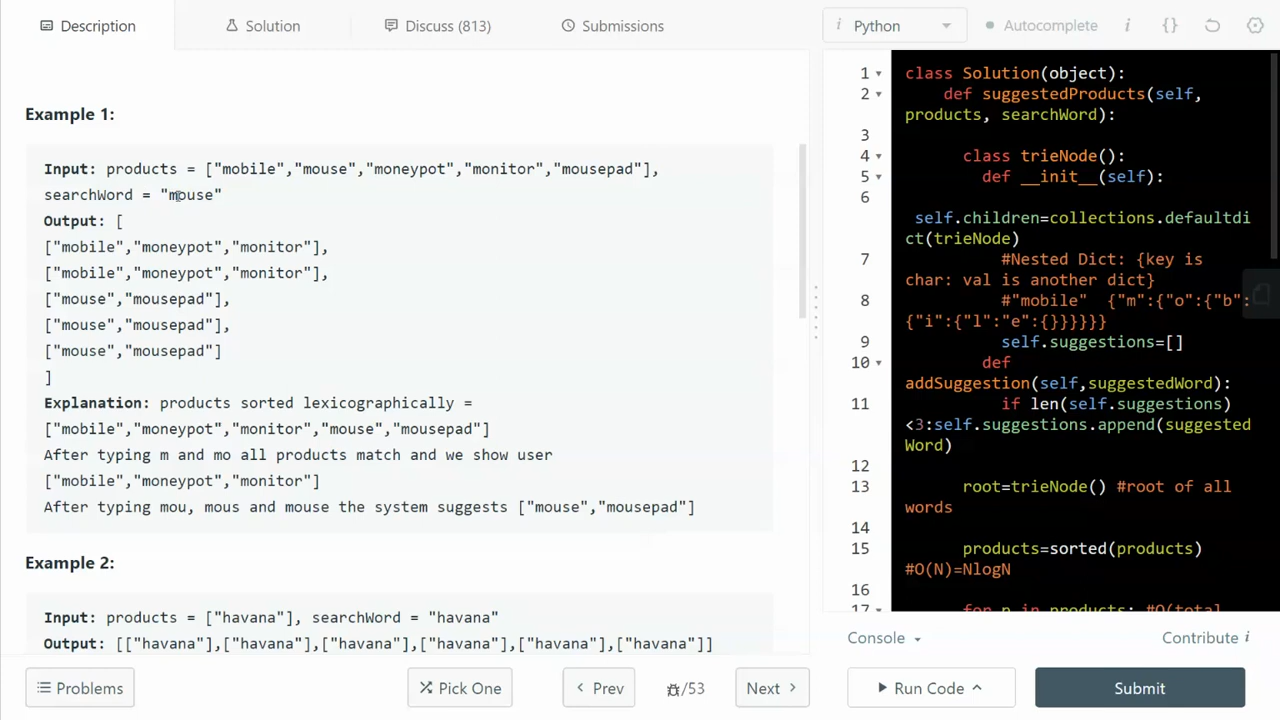 Description
Solution
Discuss (813)
Submissions
i Python
Autocomplete
i {}
Example 1:
Input: products = ["mobile","mouse","moneypot","monitor","mousepad"],
searchWord = "mouse"
Output: [
["mobile","moneypot","monitor"],
["mobile","moneypot","monitor"],
["mouse","mousepad"],
["mouse","mousepad"],
["mouse","mousepad"]
]
Explanation: products sorted lexicographically =
["mobile","moneypot","monitor","mouse","mousepad"]
After typing m and mo all products match and we show user
["mobile","moneypot","monitor"]
After typing mou, mous and mouse the system suggests ["mouse","mousepad"]
Example 2:
Input: products = ["havana"], searchWord = "havana"
Output: [["havana"],["havana"],["havana"],["havana"],["havana"],["havana"]]
1 class Solution(object):
2 def suggestedProducts(self,
products, searchWord):
3
4 class trieNode():
5 def __init__(self):
6
self.children=collections.defaultdi
ct(trieNode)
7 #Nested Dict: {key is
char: val is another dict}
8 #"mobile" {"m":{"o":{"b":
{"i":{"l":"e":{}}}}}}
9 self.suggestions=[]
10 def
addSuggestion(self,suggestedWord):
11 if len(self.suggestions)
<3:self.suggestions.append(suggested
Word)
12
13 root=trieNode() #root of all
words
14
15 products=sorted(products)
#O(N)=NlogN
16
17 for p in products: #O(total
Console
Contribute i
Problems
Pick One
Prev
/53
Next
Run Code
Submit